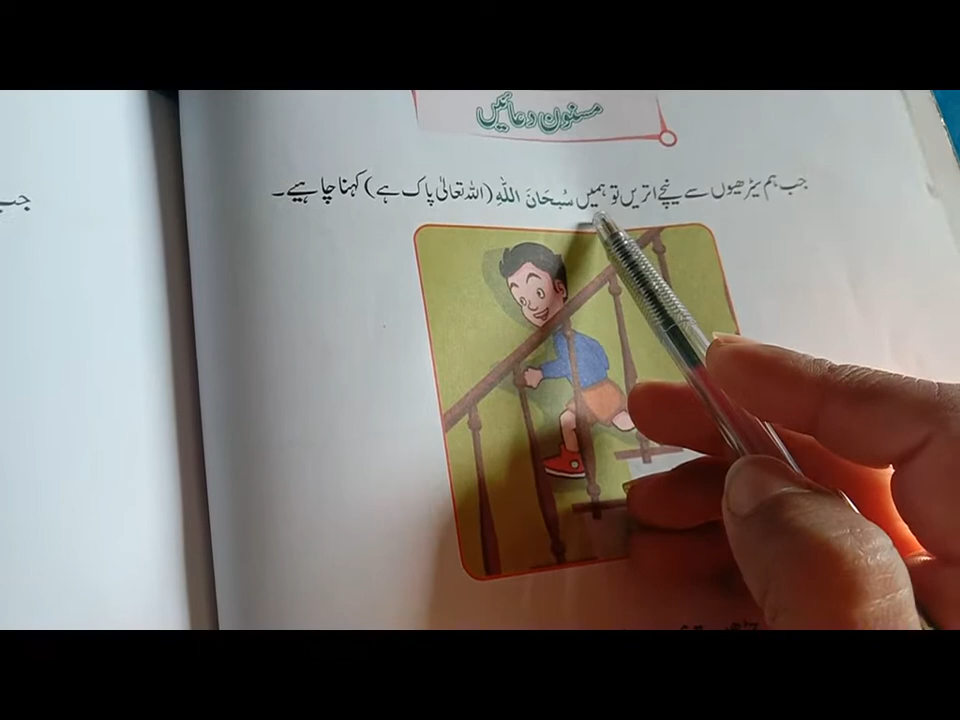 مسنون دعائیں
جب ہم سیڑھیوں سے نیچے اتریں تو ہمیں سُبحَانَ اللّٰهِ (اللہ تعالیٰ پاک ہے) کہنا چاہیے۔
جب